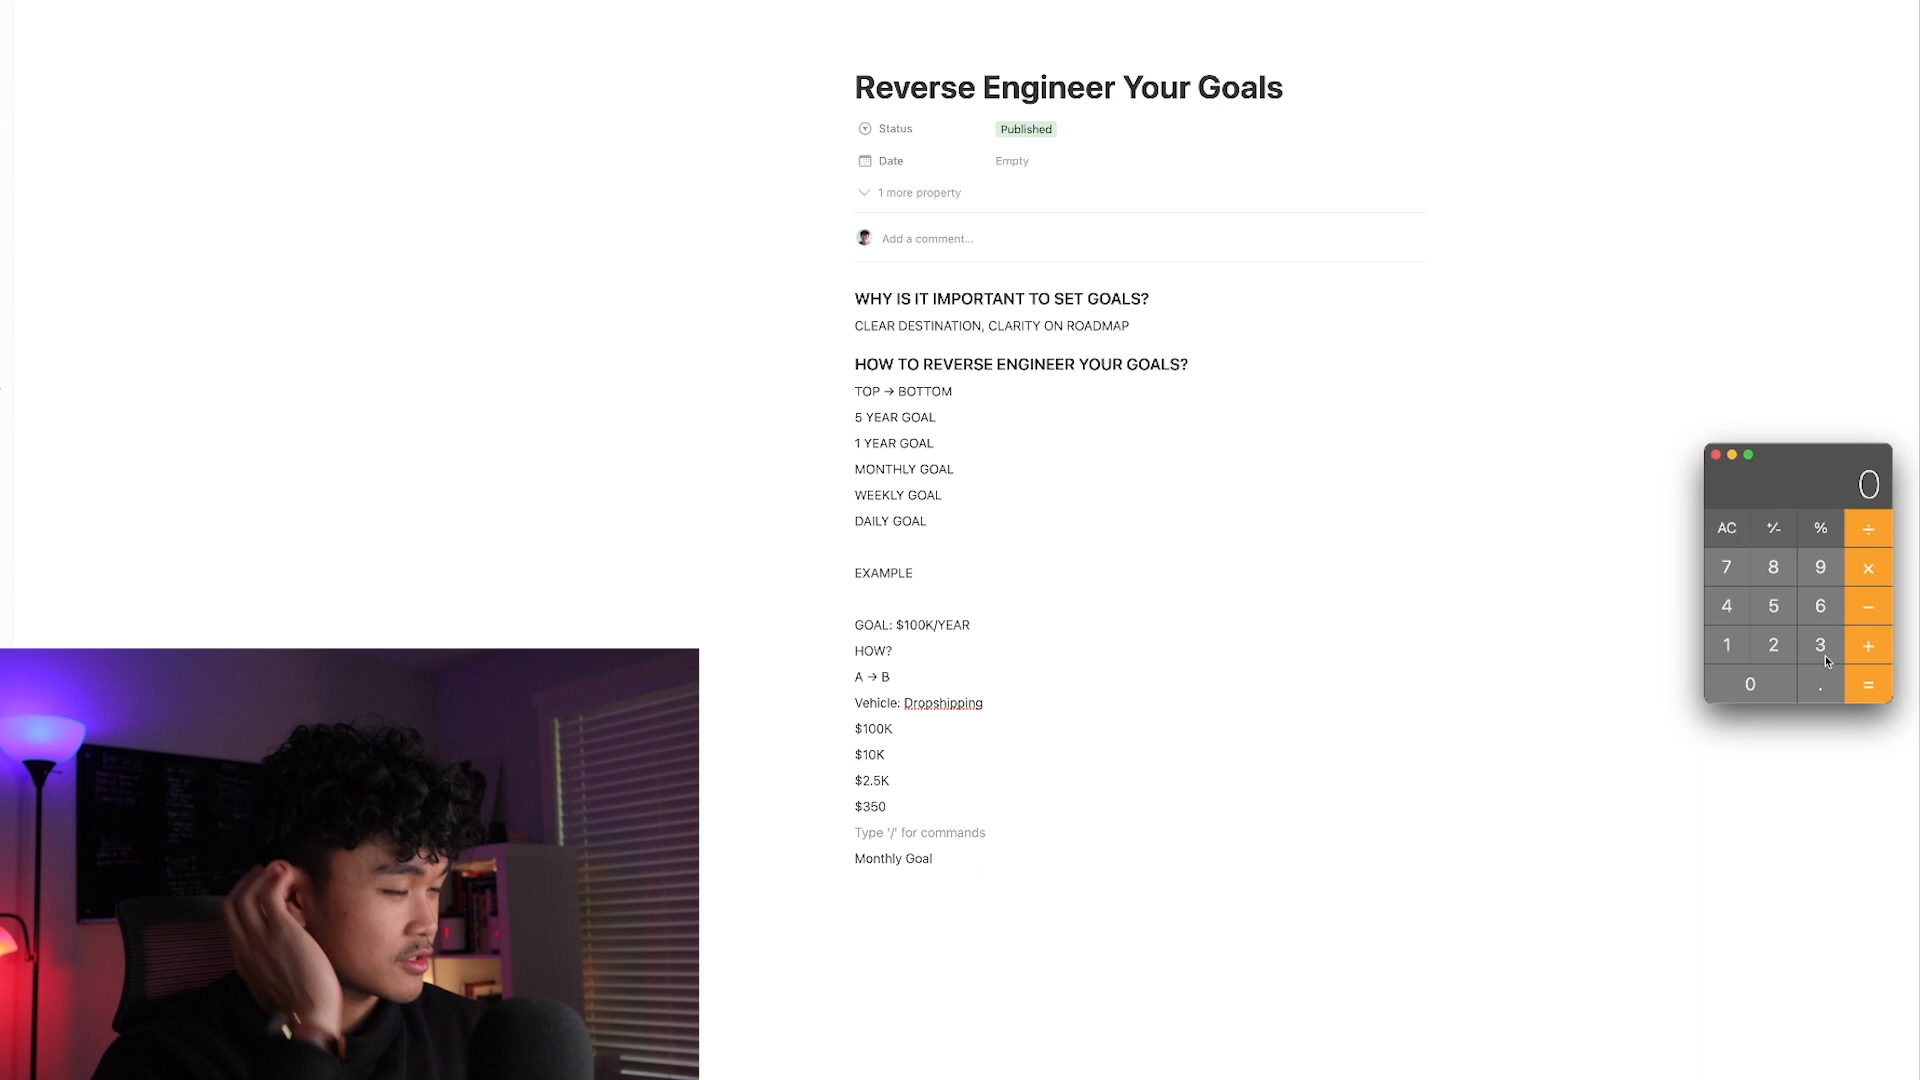 Reverse Engineer Your Goals
Status Published
Date Empty
1 more property
Add a comment...
WHY IS IT IMPORTANT TO SET GOALS?
CLEAR DESTINATION, CLARITY ON ROADMAP
HOW TO REVERSE ENGINEER YOUR GOALS?
TOP → BOTTOM
5 YEAR GOAL
1 YEAR GOAL
MONTHLY GOAL
WEEKLY GOAL
DAILY GOAL
EXAMPLE
GOAL: $100K/YEAR
HOW?
A → B
Vehicle: Dropshipping
$100K
$10K
$2.5K
$350
Type '/' for commands
Monthly Goal
0
AC +/- % ÷
7 8 9 ×
4 5 6 −
1 2 3 +
0 . =